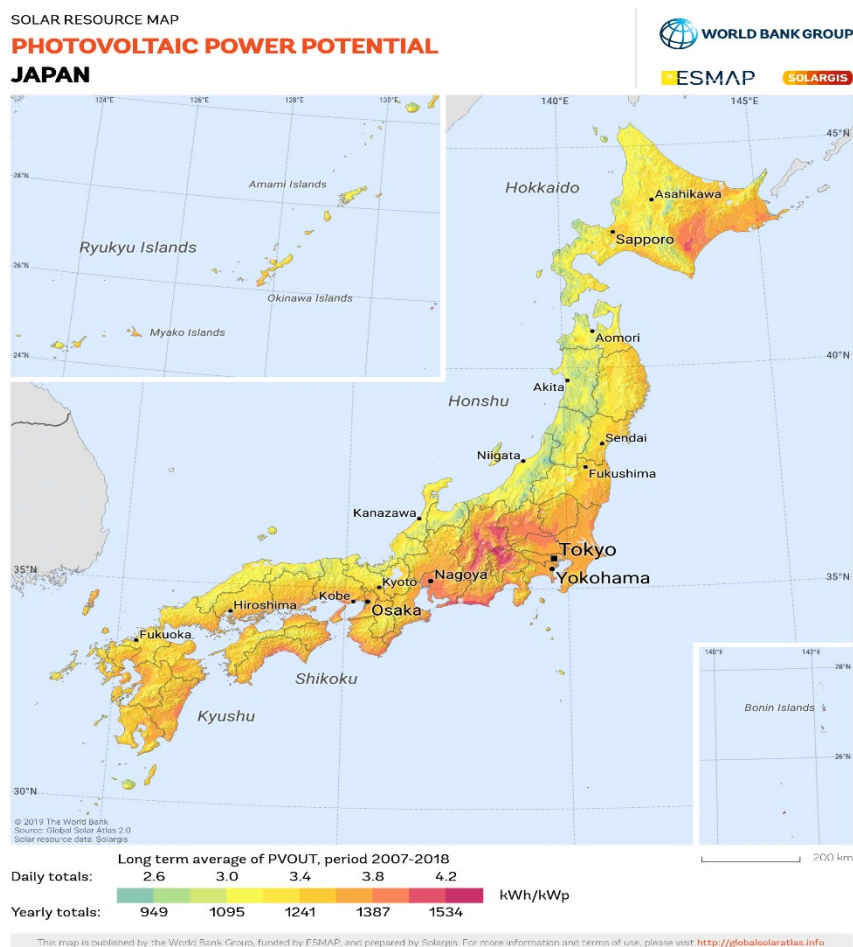 SOLAR RESOURCE MAP
PHOTOVOLTAIC POWER POTENTIAL
JAPAN
WORLD BANK GROUP
ESMAP
SOLARGIS
124°E
126°E
128°E
130°E
140°E
145°E
45°N
28°N
Amami Islands
Hokkaido
Asahikawa
Ryukyu Islands
Sapporo
26°N
Okinawa Islands
Myako Islands
Aomori
24°N
40°N
Akita
Honshu
Sendai
Niigata
Fukushima
Kanazawa
Tokyo
35°N
Nagoya
Yokohama
35°N
Kyoto
Kobe
Osaka
Hiroshima
Fukuoka
140°E
142°E
28°N
Shikoku
Bonin Islands
Kyushu
26°N
30°N
© 2019 The World Bank
Source: Global Solar Atlas 2.0
Solar resource data: Solargis
Long term average of PVOUT, period 2007-2018
200 km
Daily totals: 2.6 3.0 3.4 3.8 4.2
kWh/kWp
Yearly totals: 949 1095 1241 1387 1534
This map is published by the World Bank Group, funded by ESMAP, and prepared by Solargis. For more information and terms of use, please visit http://globalsolaratlas.info.